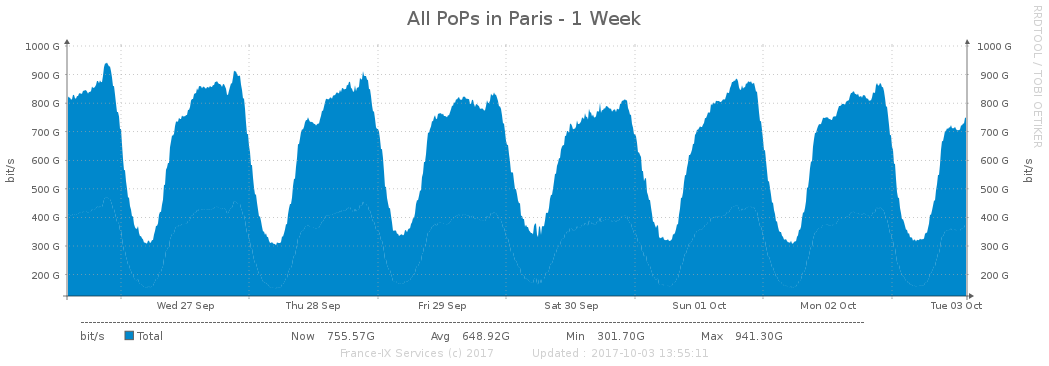 All PoPs in Paris - 1 Week
RRDTOOL / TOBI OETIKER
1000 G 1000 G
900 G 900 G
800 G 800 G
700 G 700 G
600 G 600 G
500 G 500 G
400 G 400 G
300 G 300 G
200 G 200 G
bit/s
bit/s
Wed 27 Sep Thu 28 Sep Fri 29 Sep Sat 30 Sep Sun 01 Oct Mon 02 Oct Tue 03 Oct
bit/s Total Now 755.57G Avg 648.92G Min 301.70G Max 941.30G
France-IX Services (c) 2017 Updated : 2017-10-03 13:55:11